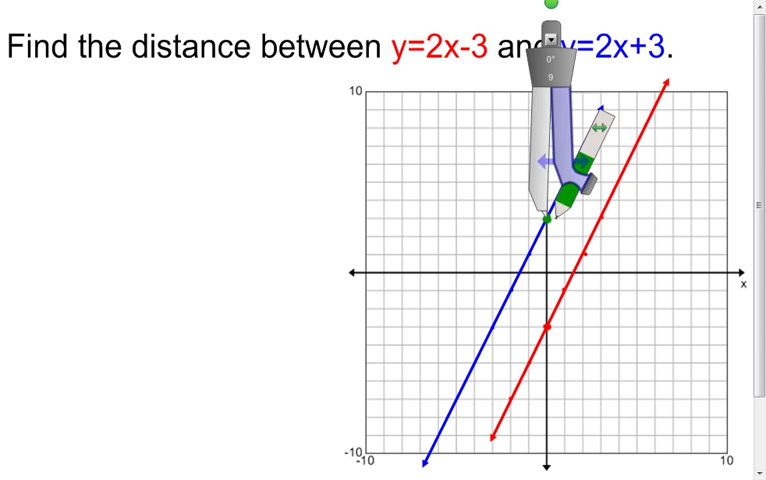 Find the distance between y=2x-3 and y=2x+3.
0°
9
10
x
-10
-10 10